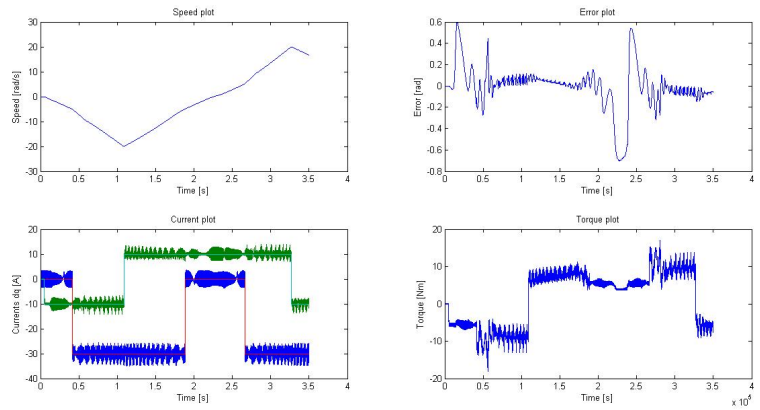 Speed plot
Speed [rad/s]
30
20
10
0
-10
-20
-30
0 0.5 1 1.5 2 2.5 3 3.5 4
Time [s]
Error plot
Error [rad]
0.6
0.4
0.2
0
-0.2
-0.4
-0.6
-0.8
0 0.5 1 1.5 2 2.5 3 3.5 4
Time [s]
Current plot
Currents dq [A]
20
10
0
-10
-20
-30
-40
0 0.5 1 1.5 2 2.5 3 3.5 4
Time [s]
Torque plot
Torque [Nm]
20
10
0
-10
-20
0 0.5 1 1.5 2 2.5 3 3.5 4
Time [s]